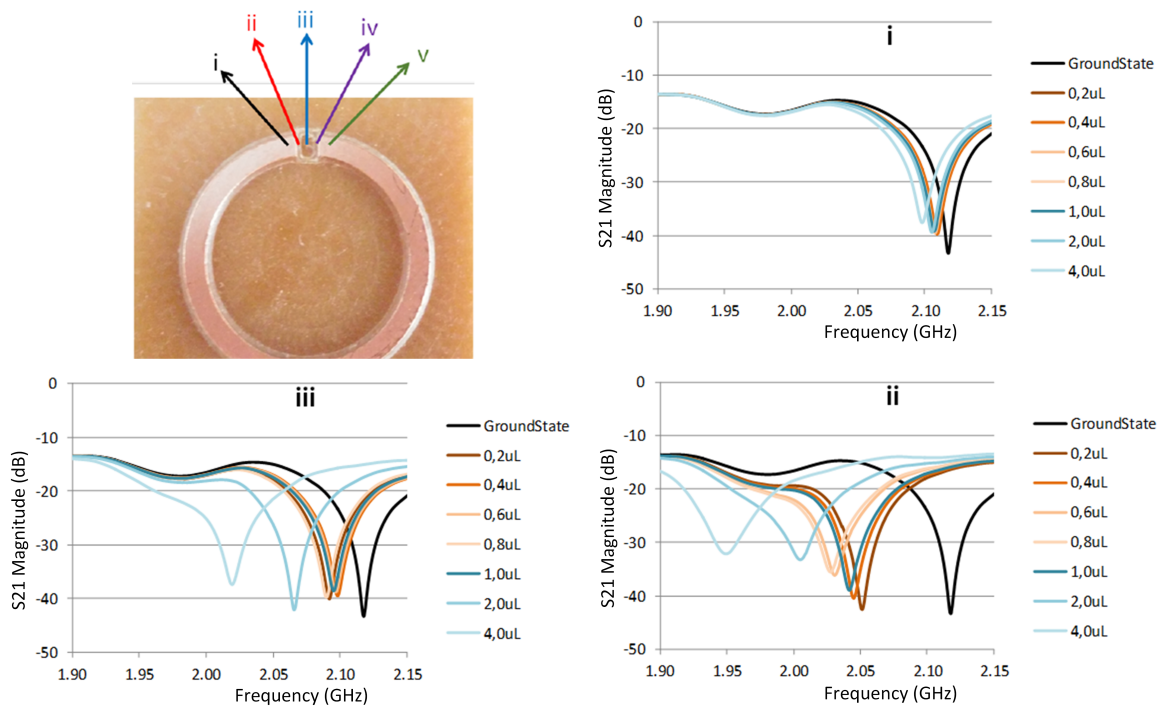 i
ii
iii
iv
v
i
0
-10
-20
-30
-40
-50
S21 Magnitude (dB)
1.90
1.95
2.00
2.05
2.10
2.15
Frequency (GHz)
GroundState
0,2uL
0,4uL
0,6uL
0,8uL
1,0uL
2,0uL
4,0uL
iii
0
-10
-20
-30
-40
-50
S21 Magnitude (dB)
1.90
1.95
2.00
2.05
2.10
2.15
Frequency (GHz)
GroundState
0,2uL
0,4uL
0,6uL
0,8uL
1,0uL
2,0uL
4,0uL
ii
0
-10
-20
-30
-40
-50
S21 Magnitude (dB)
1.90
1.95
2.00
2.05
2.10
2.15
Frequency (GHz)
GroundState
0,2uL
0,4uL
0,6uL
0,8uL
1,0uL
2,0uL
4,0uL